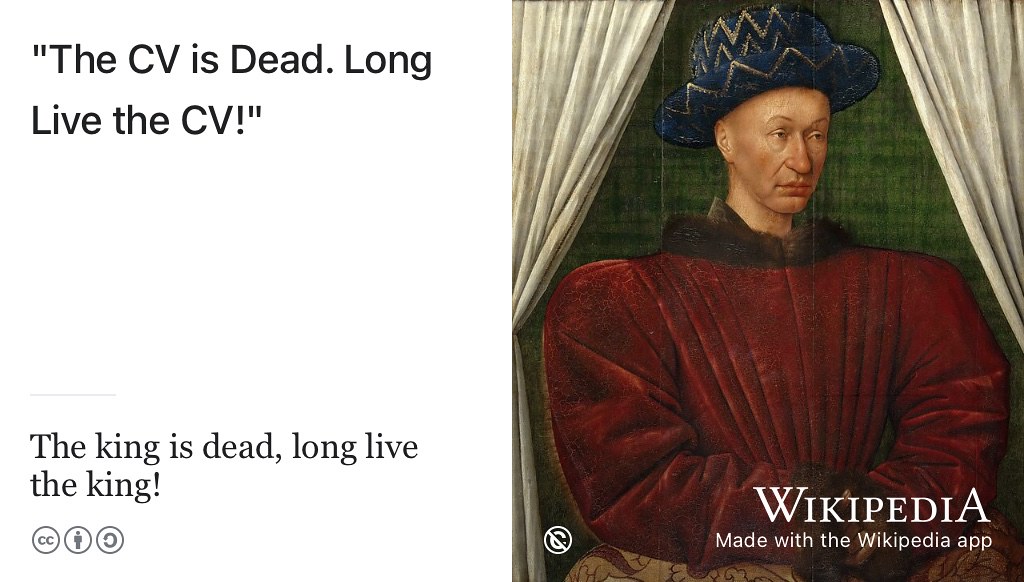 "The CV is Dead. Long
Live the CV!"
The king is dead, long live
the king!
cc
WIKIPEDIA
Made with the Wikipedia app